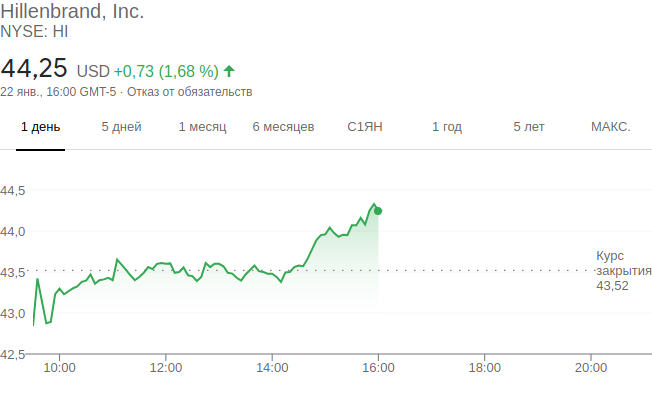 Hillenbrand, Inc.
NYSE: HI
44,25 USD +0,73 (1,68 %)
22 янв., 16:00 GMT-5 · Отказ от обязательств
1 день 5 дней 1 месяц 6 месяцев С1ЯН 1 год 5 лет МАКС.
44,5
44,0
Курс
43,5 закрытия
43,52
43,0
42,5
10:00 12:00 14:00 16:00 18:00 20:00